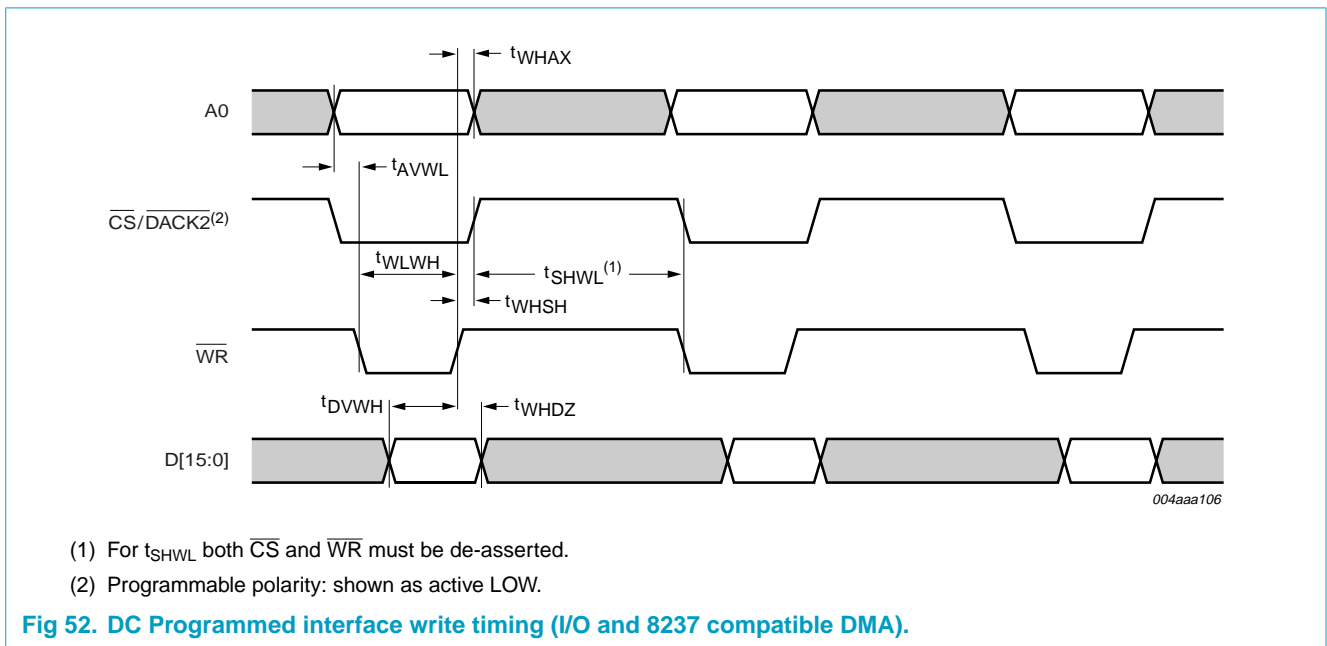 tWHAX
A0
tAVWL
CS/DACK2(2)
tWLWH
tSHWL(1)
tWHSH
WR
tDVWH
tWHDZ
D[15:0]
004aaa106
(1) For tSHWL both CS and WR must be de-asserted.
(2) Programmable polarity: shown as active LOW.
Fig 52. DC Programmed interface write timing (I/O and 8237 compatible DMA).